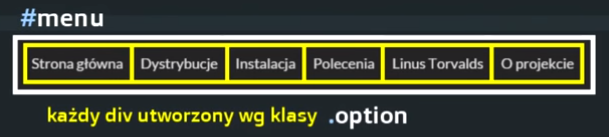 #menu
Strona główna Dystrybucje Instalacja Polecenia Linus Torvalds O projekcie
każdy div utworzony wg klasy .option